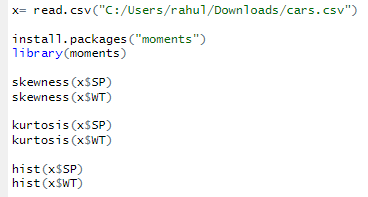 x= read.csv("C:/Users/rahul/Downloads/cars.csv")
install.packages("moments")
library(moments)
skewness(x$SP)
skewness(x$WT)
kurtosis(x$SP)
kurtosis(x$WT)
hist(x$SP)
hist(x$WT)